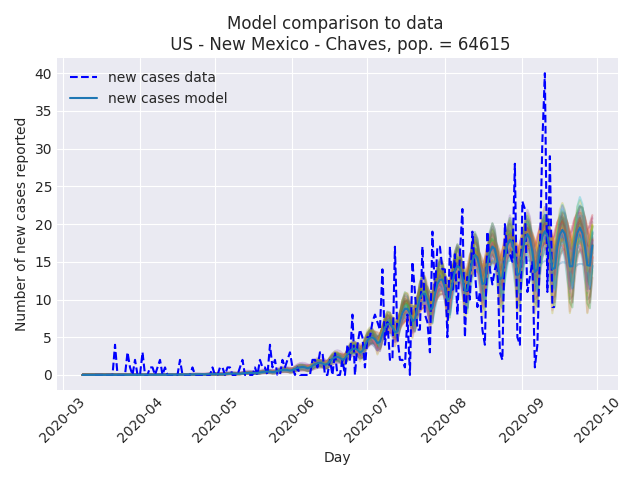 Model comparison to data
US - New Mexico - Chaves, pop. = 64615
new cases data
new cases model
Number of new cases reported
40
35
30
25
20
15
10
5
0
2020-03
2020-04
2020-05
2020-06
2020-07
2020-08
2020-09
2020-10
Day